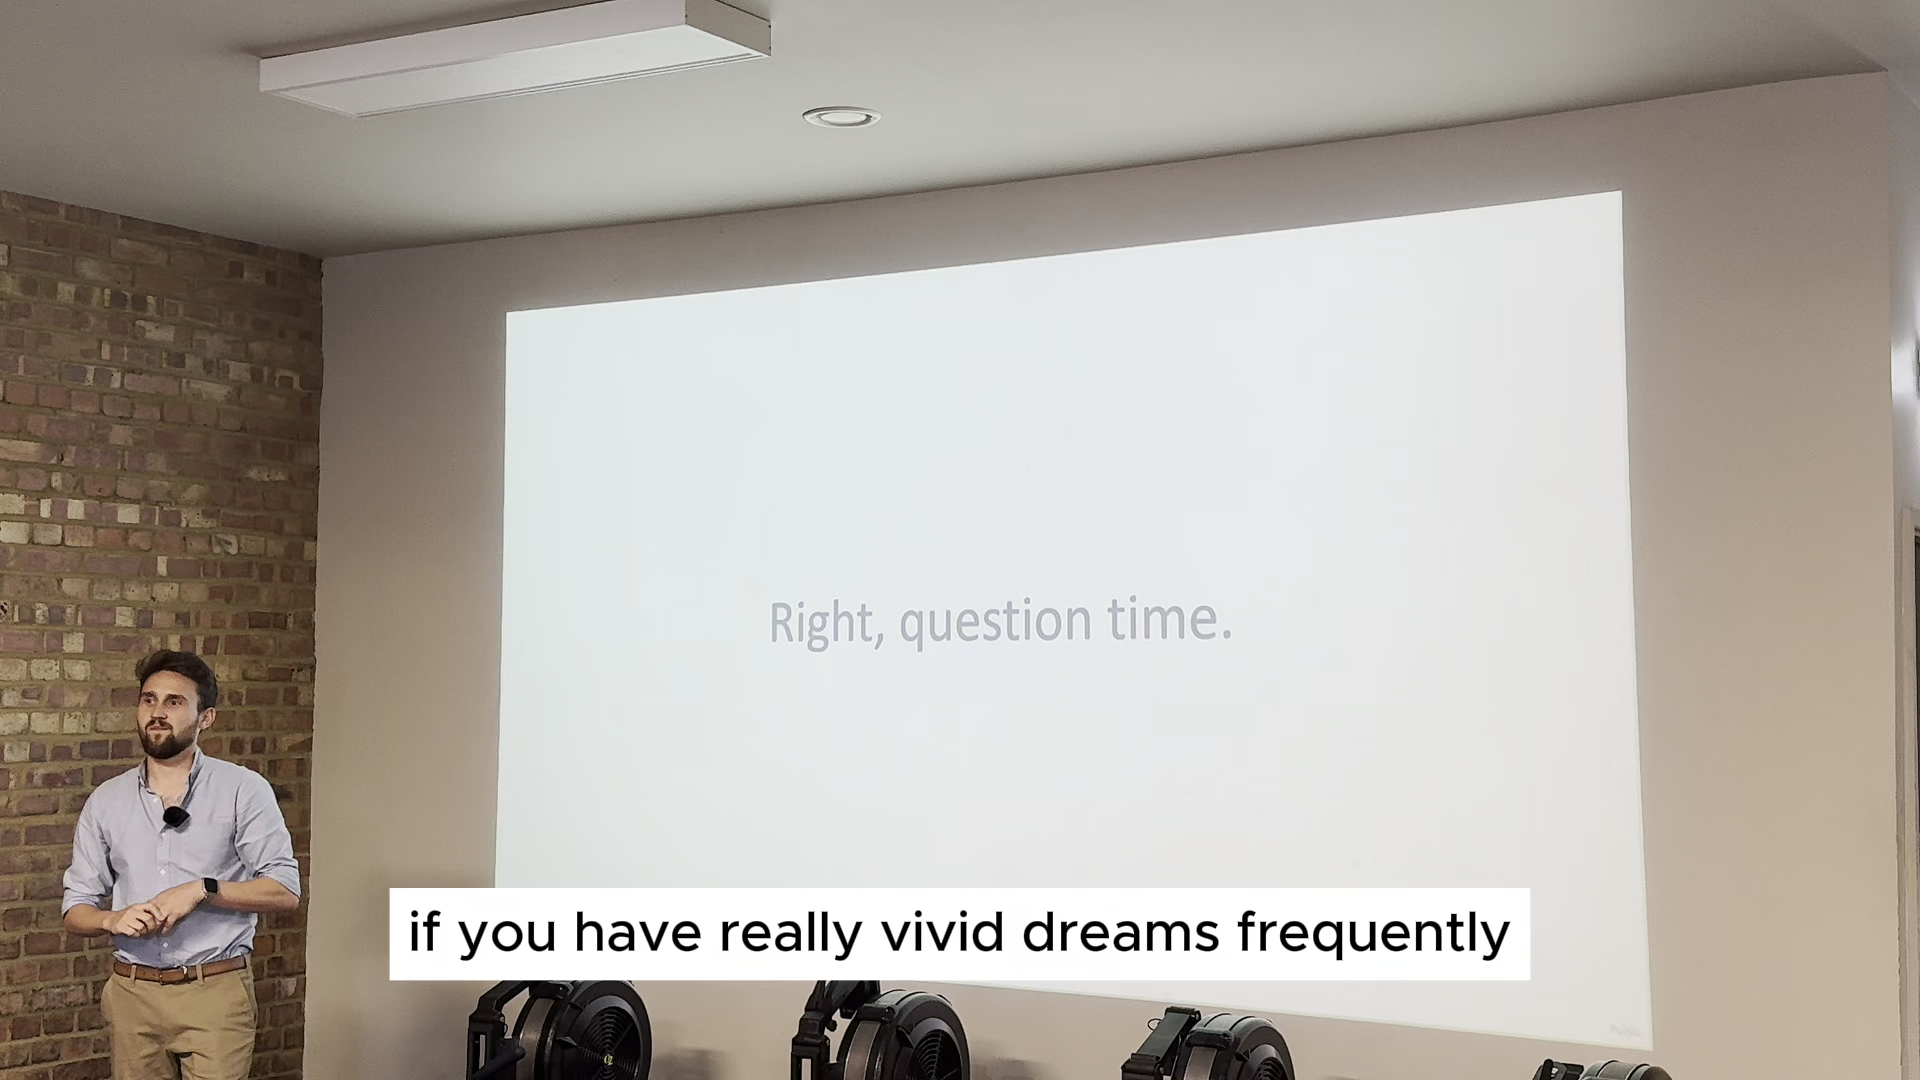 Right, question time.
if you have really vivid dreams frequently